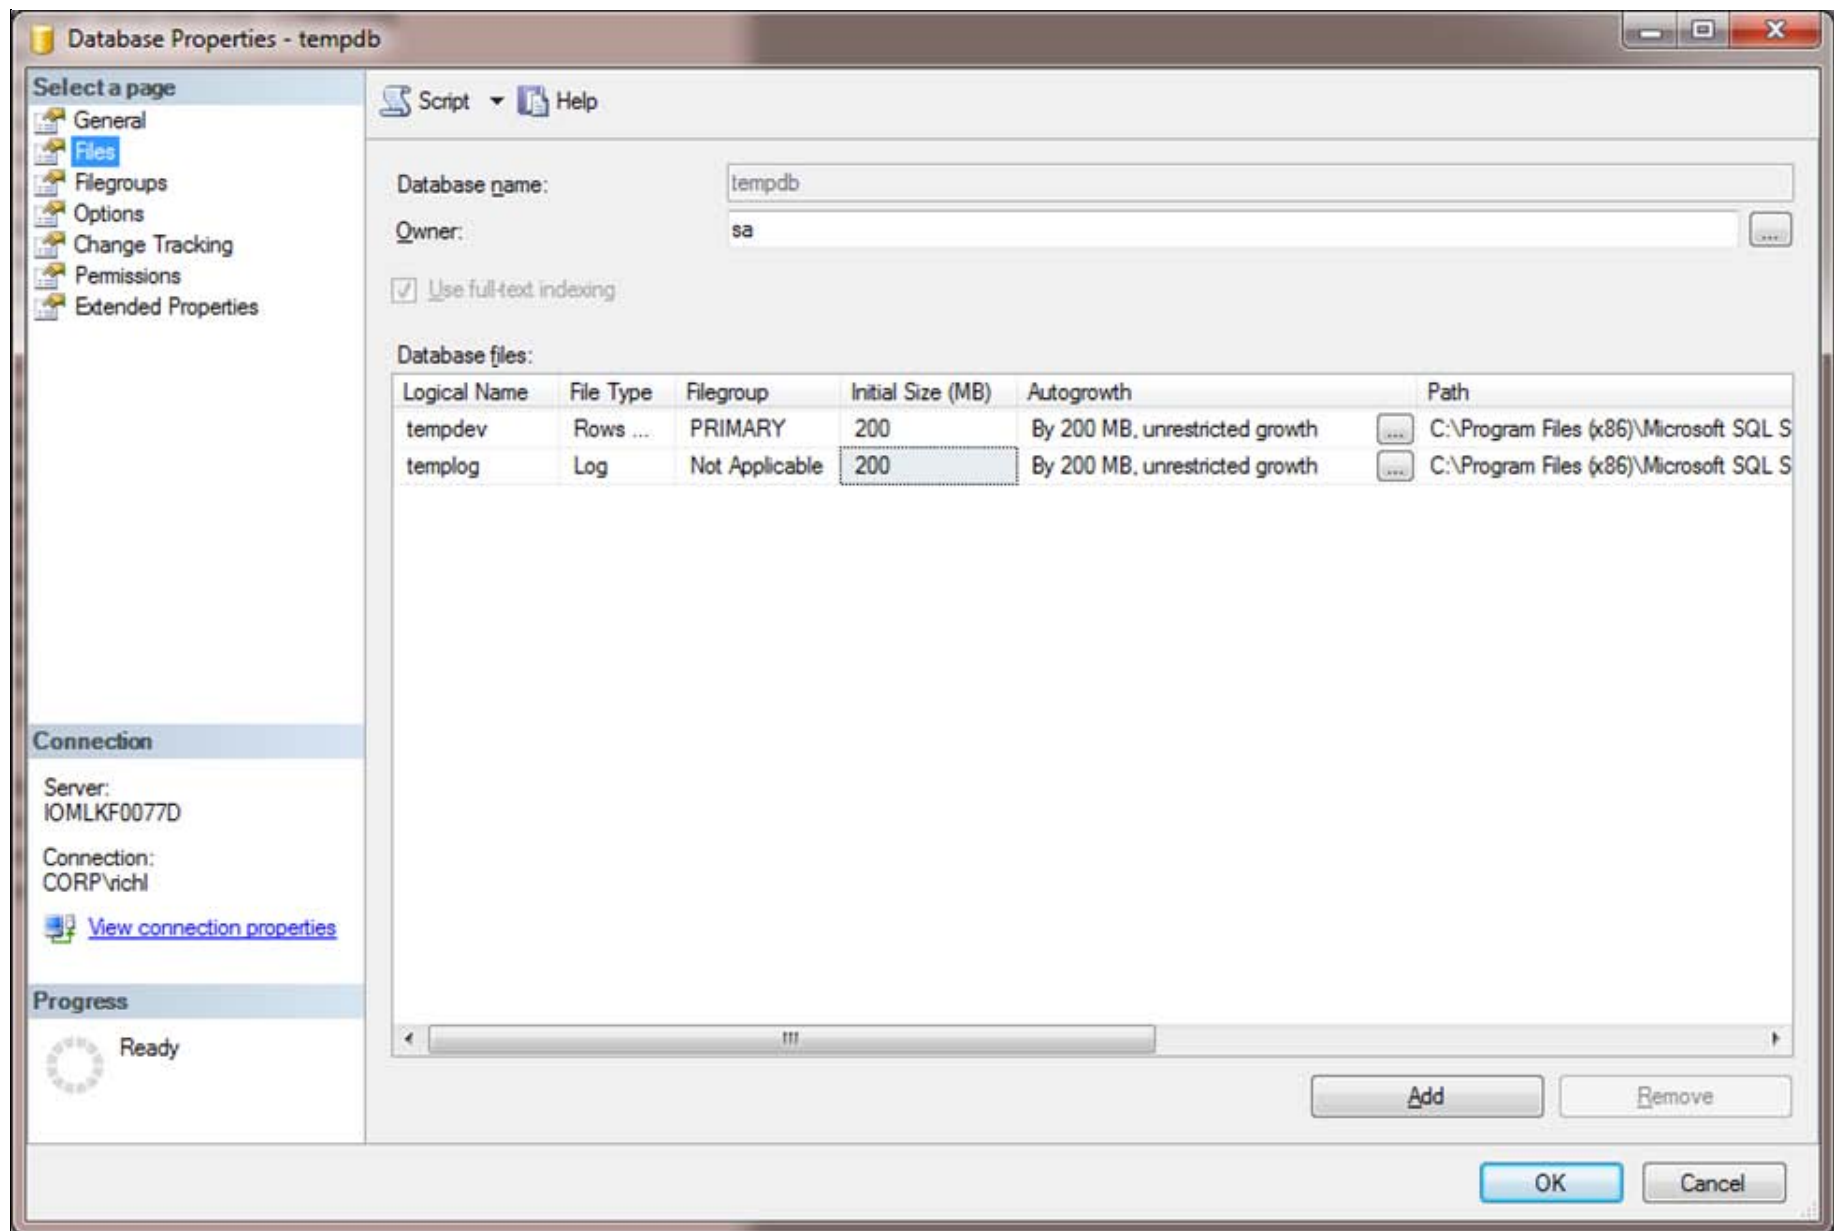 Database Properties - tempdb
Select a page
General
Files
Filegroups
Options
Change Tracking
Permissions
Extended Properties
Script Help
Database name: tempdb
Owner: sa ...
Use full-text indexing
Database files:
Logical Name File Type Filegroup Initial Size (MB) Autogrowth Path
tempdev Rows ... PRIMARY 200 By 200 MB, unrestricted growth ... C:\Program Files (x86)\Microsoft SQL S
templog Log Not Applicable 200 By 200 MB, unrestricted growth ... C:\Program Files (x86)\Microsoft SQL S
Connection
Server:
IOMLKF0077D
Connection:
CORP\richl
View connection properties
Progress
Ready
Add Remove
OK Cancel